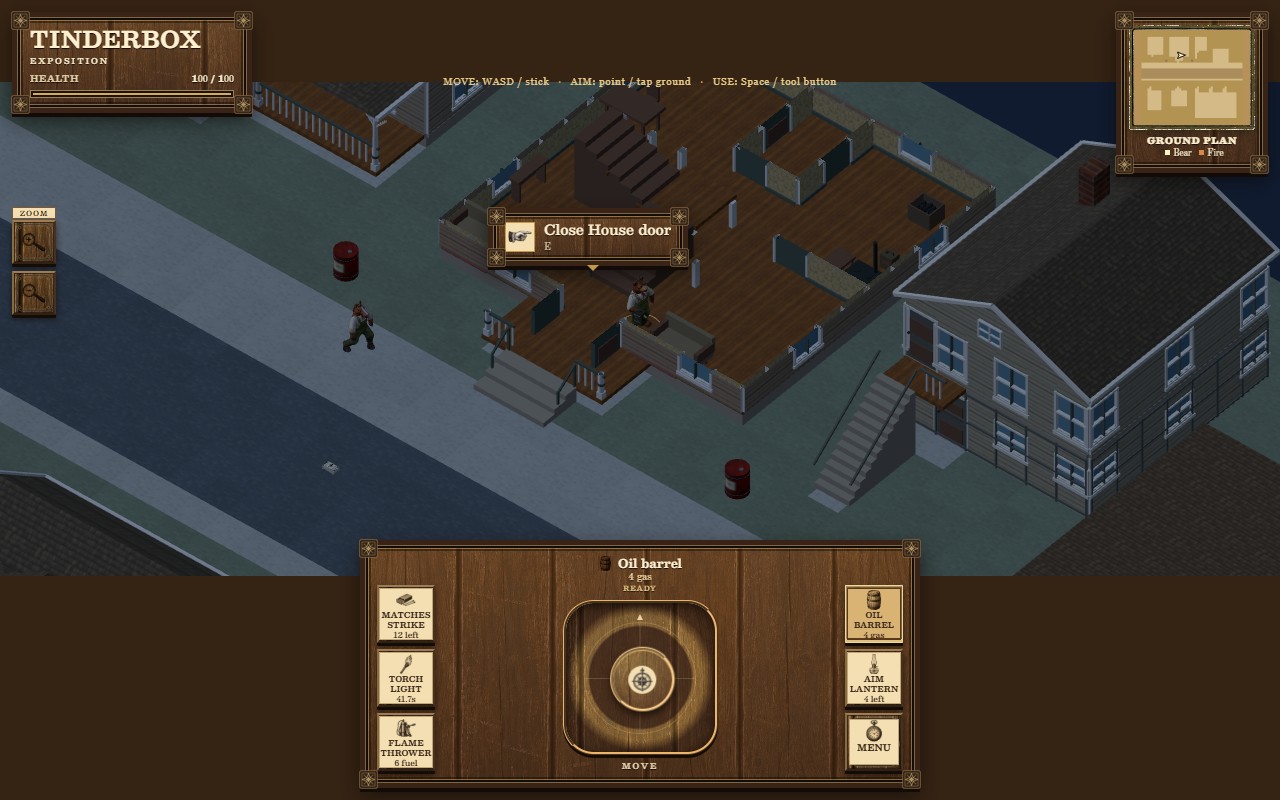 TINDERBOX
EXPOSITION
HEALTH 100 / 100
MOVE: WASD / stick · AIM: point / tap ground · USE: Space / tool button
GROUND PLAN
Bear Fire
ZOOM
Close House door
E
Oil barrel
4 gas
READY
MATCHES
STRIKE
12 left
TORCH
LIGHT
41.7s
FLAME
THROWER
6 fuel
OIL
BARREL
4 gas
AIM
LANTERN
4 left
MENU
MOVE